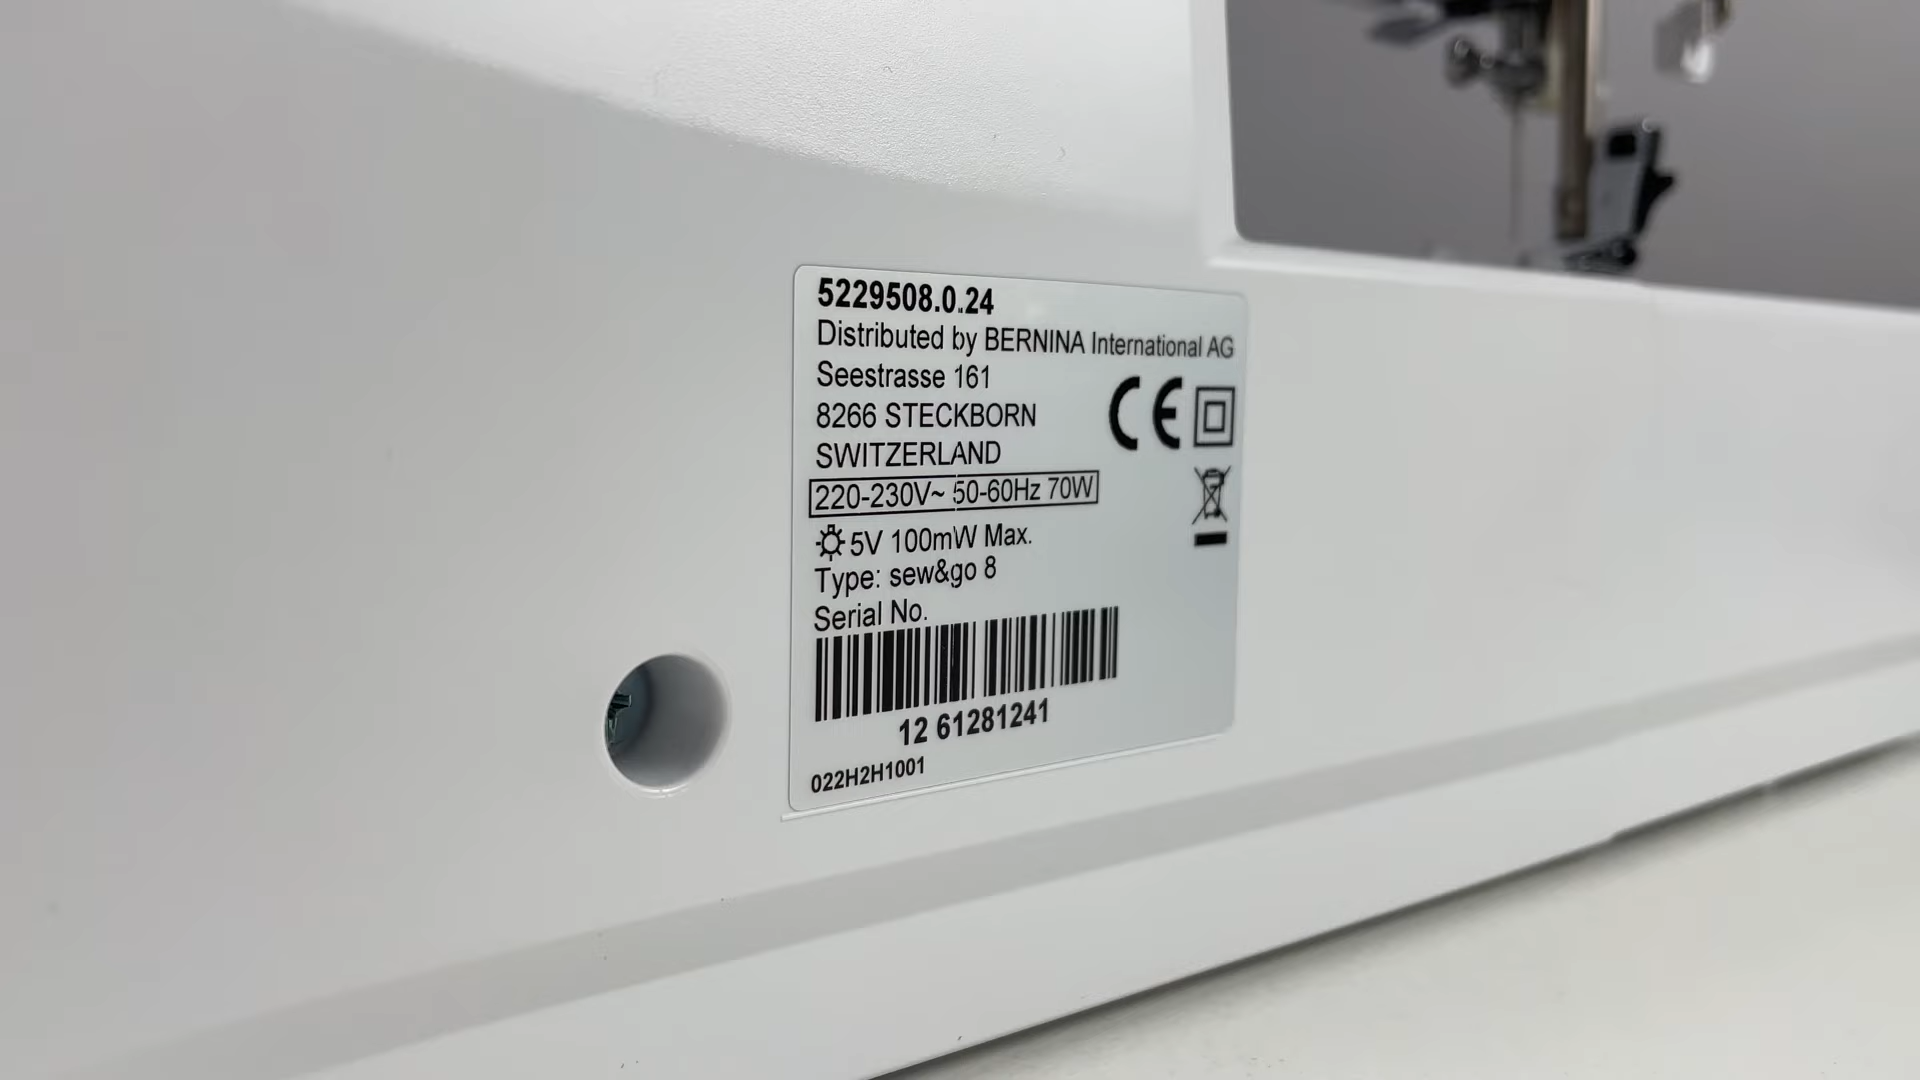 5229508.0.24
Distributed by BERNINA International AG
Seestrasse 161
8266 STECKBORN
SWITZERLAND
CE
220-230V~ 50-60Hz 70W
5V 100mW Max.
Type: sew&go 8
Serial No.
12 61281241
022H2H1001